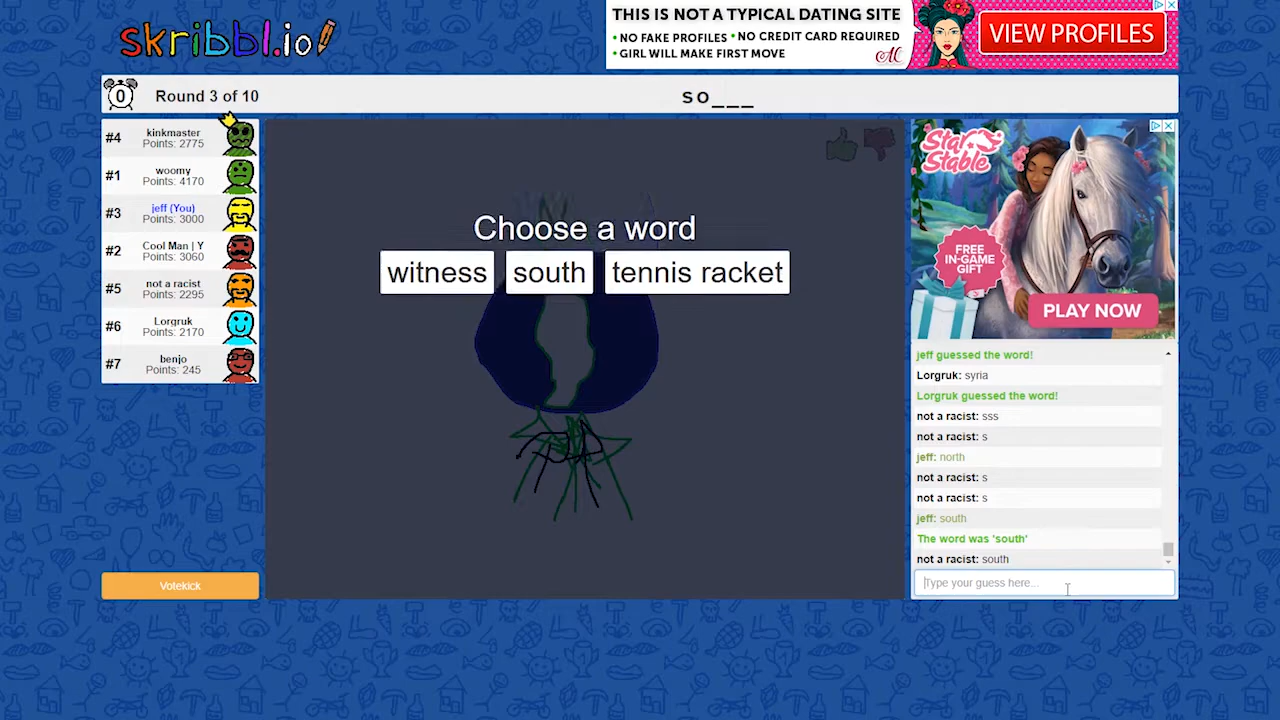 skribbl.io
THIS IS NOT A TYPICAL DATING SITE
• NO FAKE PROFILES • NO CREDIT CARD REQUIRED
• GIRL WILL MAKE FIRST MOVE
VIEW PROFILES
0
Round 3 of 10
SO___
#4 kinkmaster
Points: 2775
#1 woomy
Points: 4170
#3 jeff (You)
Points: 3000
#2 Cool Man | Y
Points: 3060
#5 not a racist
Points: 2295
#6 Lorgruk
Points: 2170
#7 benjo
Points: 245
Votekick
Choose a word
witness
south
tennis racket
Star Stable
FREE
IN-GAME
GIFT
PLAY NOW
jeff guessed the word!
Lorgruk: syria
Lorgruk guessed the word!
not a racist: sss
not a racist: s
jeff: north
not a racist: s
not a racist: s
jeff: south
The word was 'south'
not a racist: south
Type your guess here...